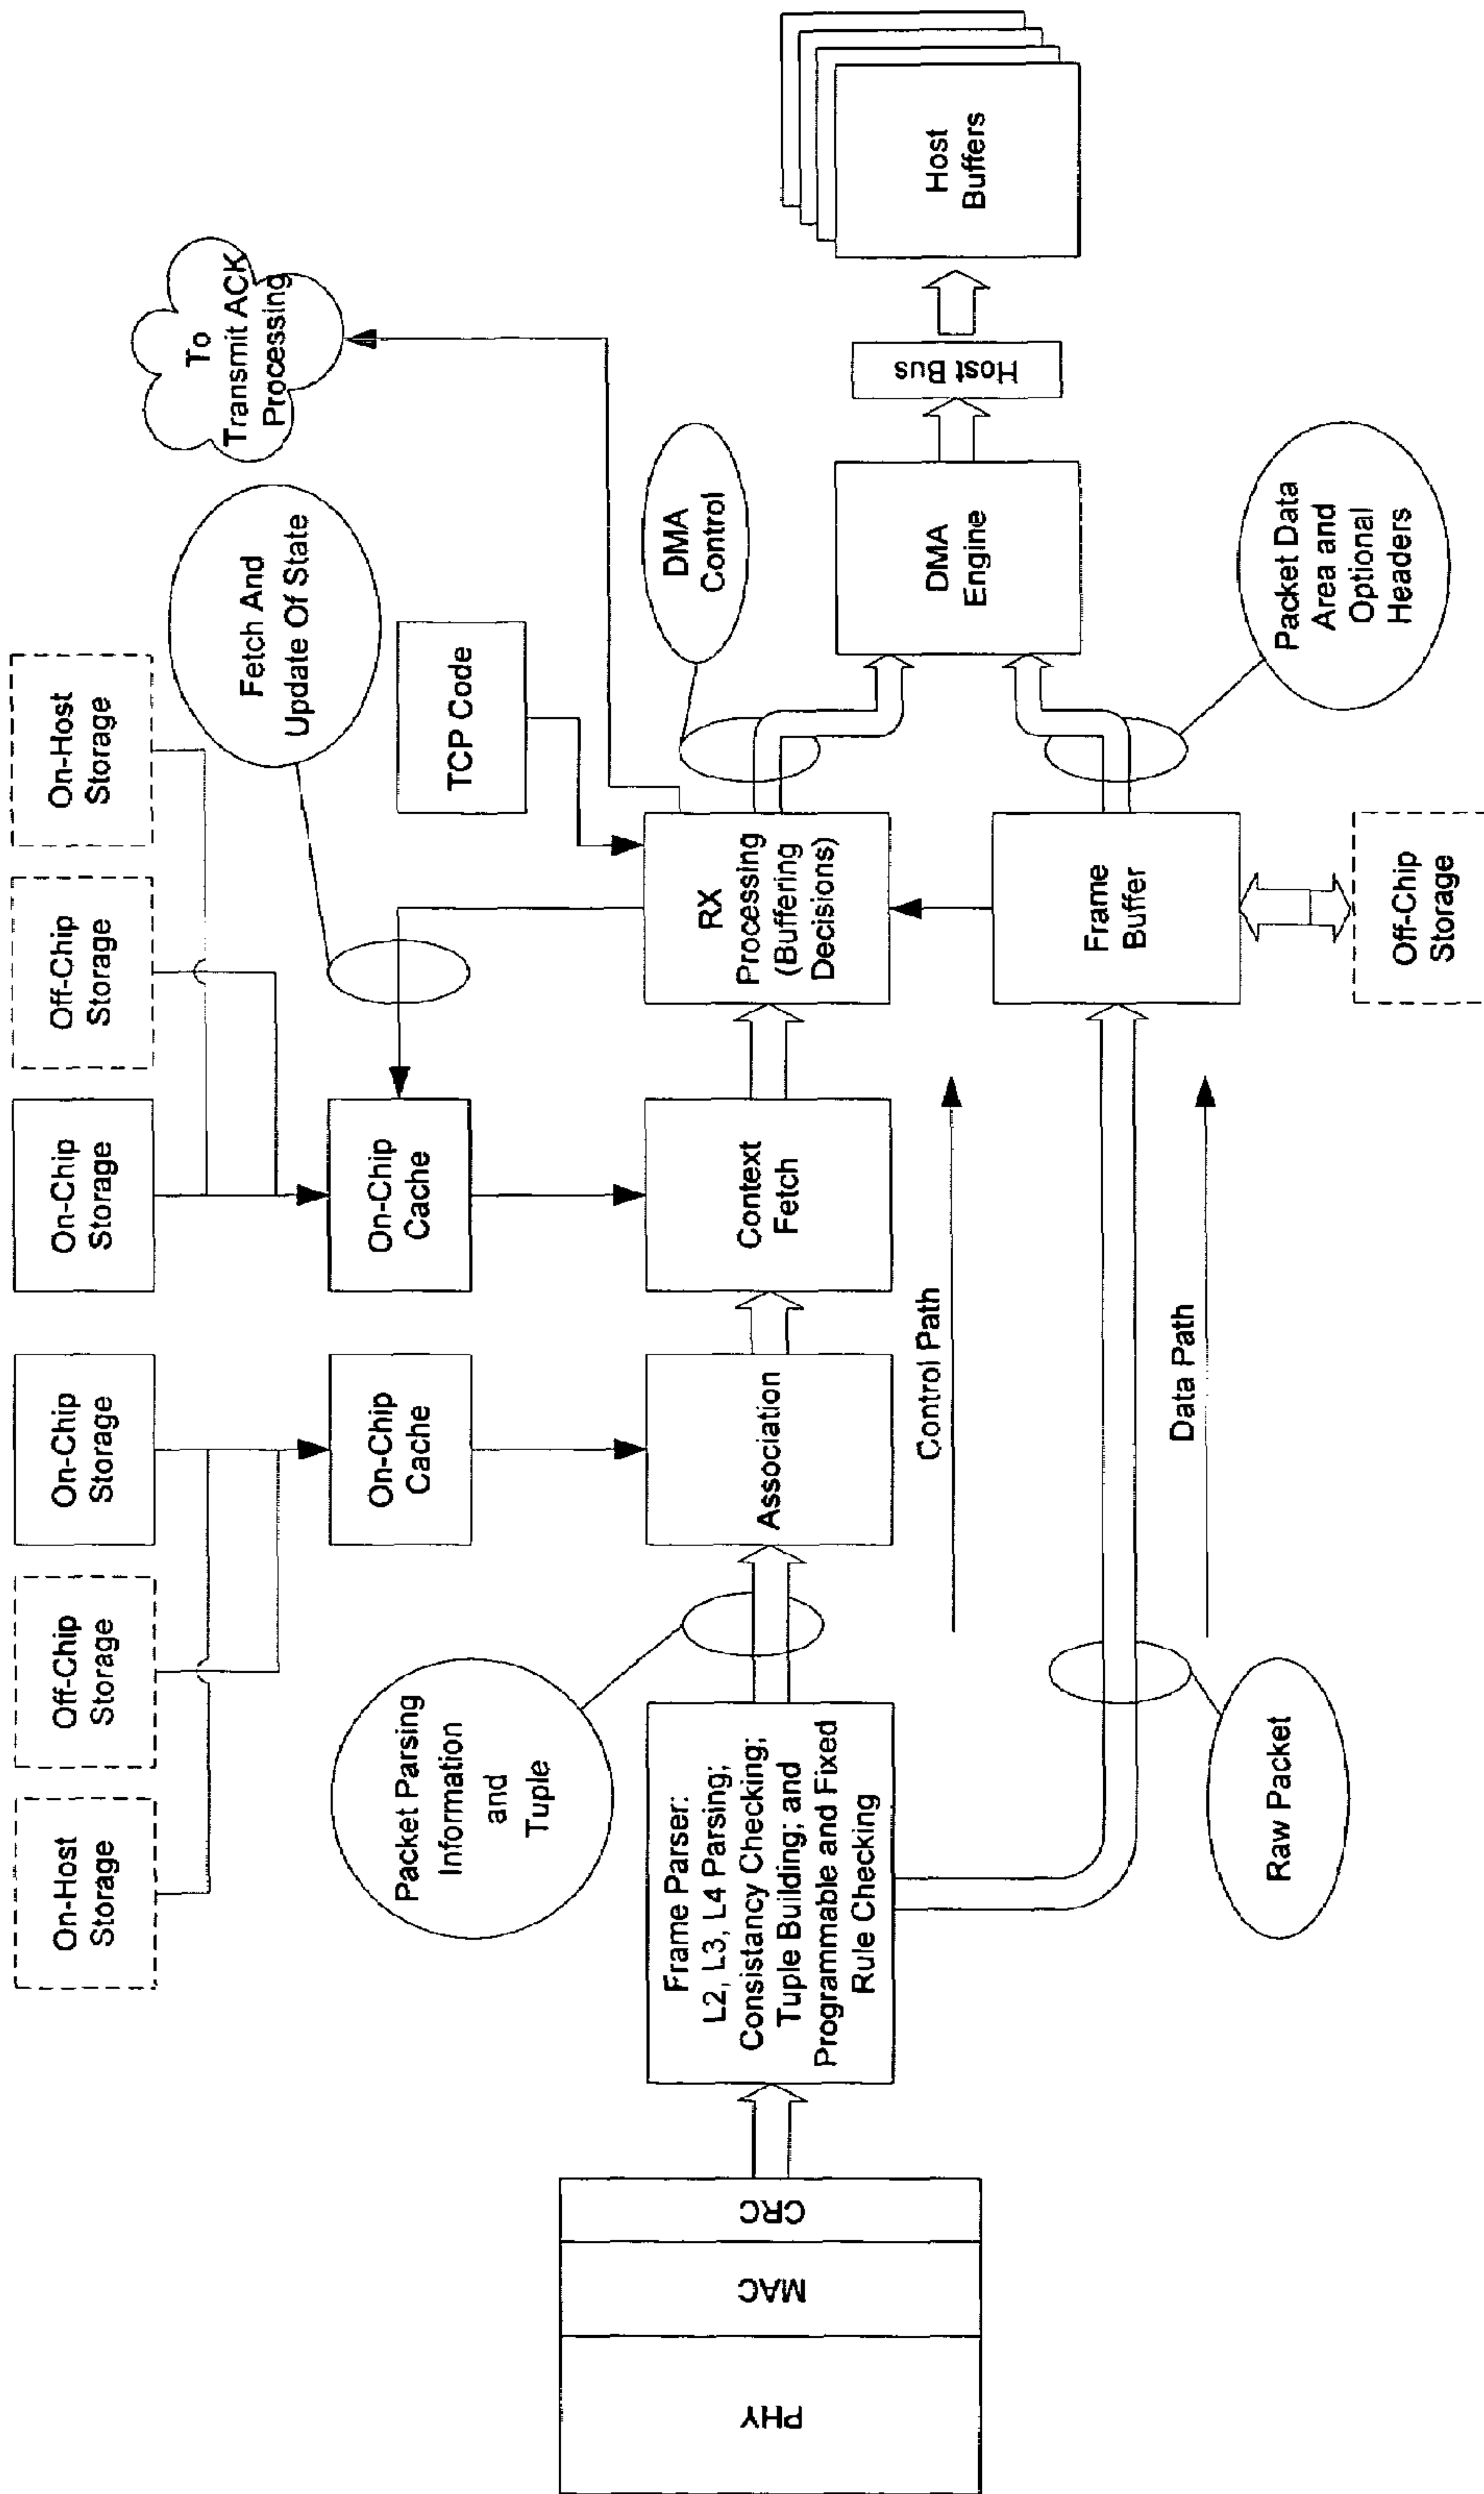 On-Host
Storage
Off-Chip
Storage
On-Chip
Storage
On-Chip
Storage
Off-Chip
Storage
On-Host
Storage
Fetch And
Update Of State
To
Transmit ACK
Processing
On-Chip
Cache
On-Chip
Cache
TCP Code
Packet Parsing
Information
and
Tuple
DMA
Control
PHY
MAC
CRC
Frame Parser:
L2, L3, L4 Parsing;
Consistancy Checking;
Tuple Building; and
Programmable and Fixed
Rule Checking
Association
Context
Fetch
RX
Processing
(Buffering
Decisions)
DMA
Engine
Host Bus
Host
Buffers
Control Path
Frame
Buffer
Data Path
Raw Packet
Off-Chip
Storage
Packet Data
Area and
Optional
Headers